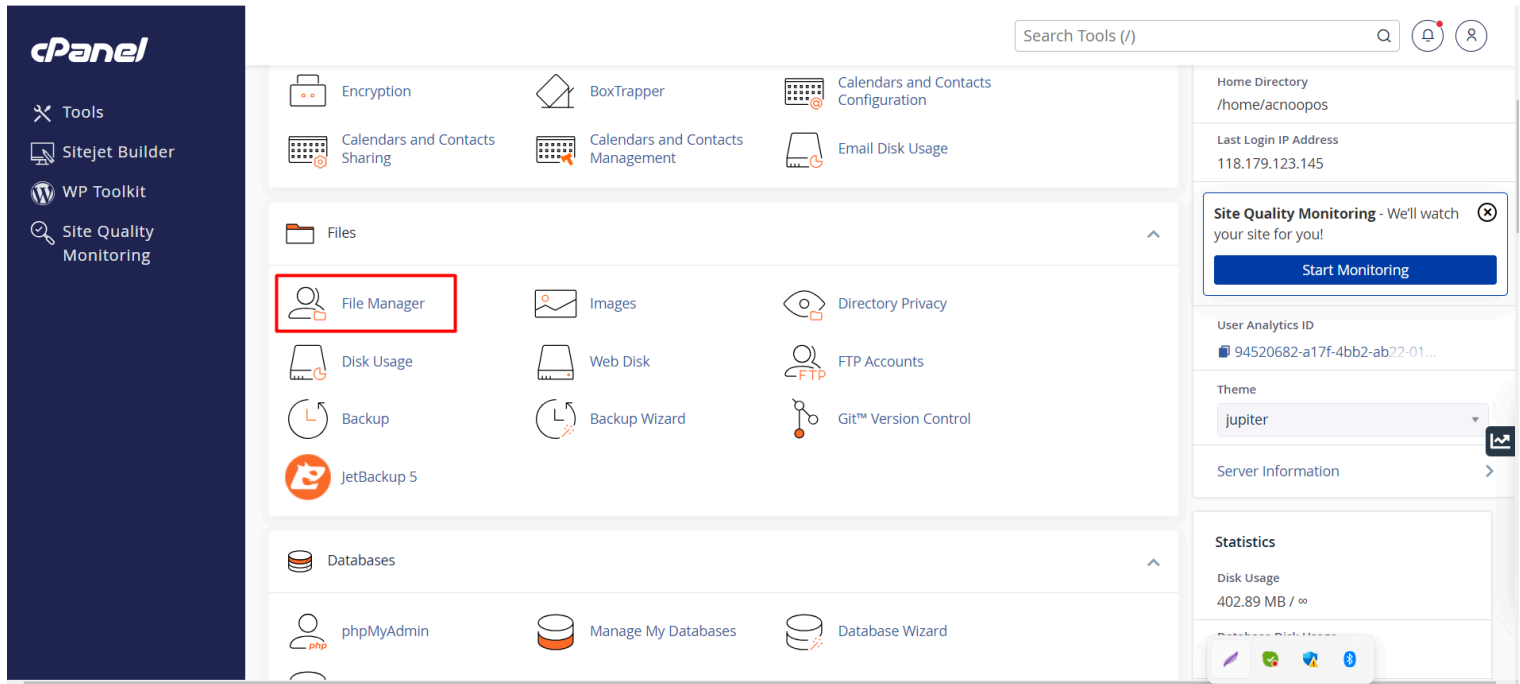 cPanel
Tools
Sitejet Builder
WP Toolkit
Site Quality
Monitoring
Search Tools (/)
Encryption
BoxTrapper
Calendars and Contacts
Configuration
Calendars and Contacts
Sharing
Calendars and Contacts
Management
Email Disk Usage
Files
File Manager
Images
Directory Privacy
Disk Usage
Web Disk
FTP
FTP Accounts
Backup
Backup Wizard
Git™ Version Control
JetBackup 5
Databases
php
phpMyAdmin
Manage My Databases
Database Wizard
Home Directory
/home/acnoopos
Last Login IP Address
118.179.123.145
Site Quality Monitoring - We'll watch
your site for you!
Start Monitoring
User Analytics ID
94520682-a17f-4bb2-ab22-01...
Theme
jupiter
Server Information
Statistics
Disk Usage
402.89 MB / ∞
Database Disk Usage